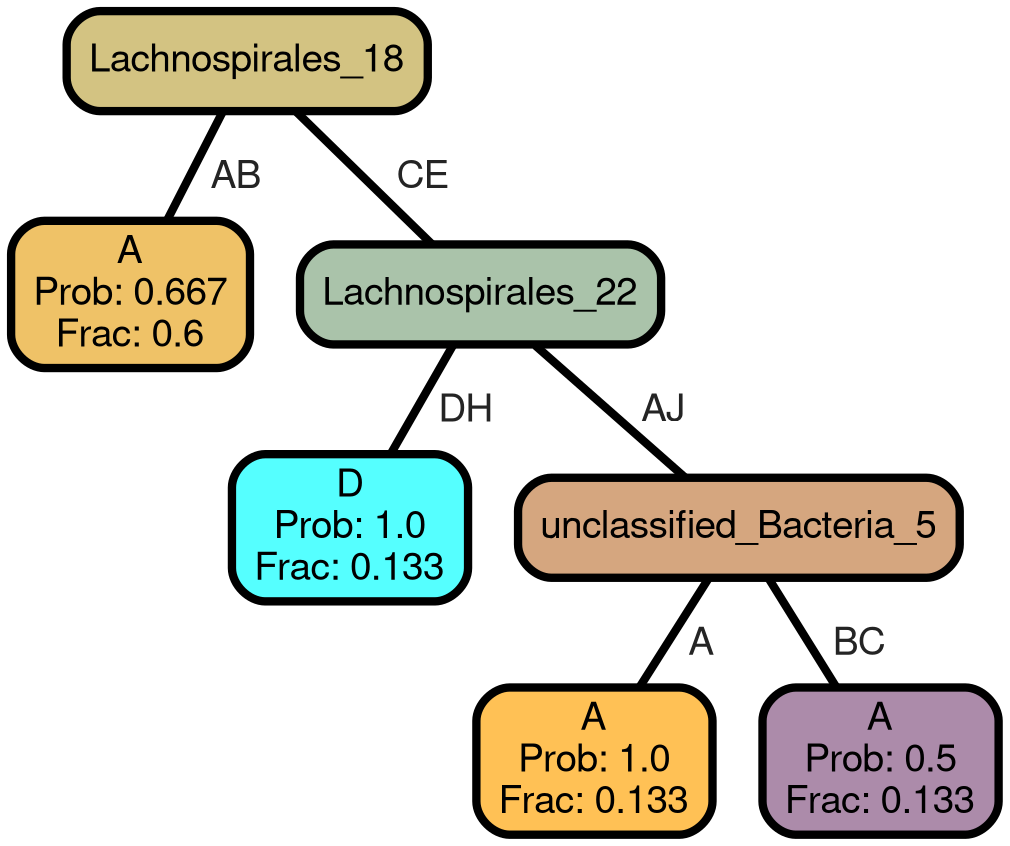 Lachnospirales_18
AB
CE
A
Prob: 0.667
Frac: 0.6
Lachnospirales_22
DH
AJ
D
Prob: 1.0
Frac: 0.133
unclassified_Bacteria_5
A
BC
A
Prob: 1.0
Frac: 0.133
A
Prob: 0.5
Frac: 0.133